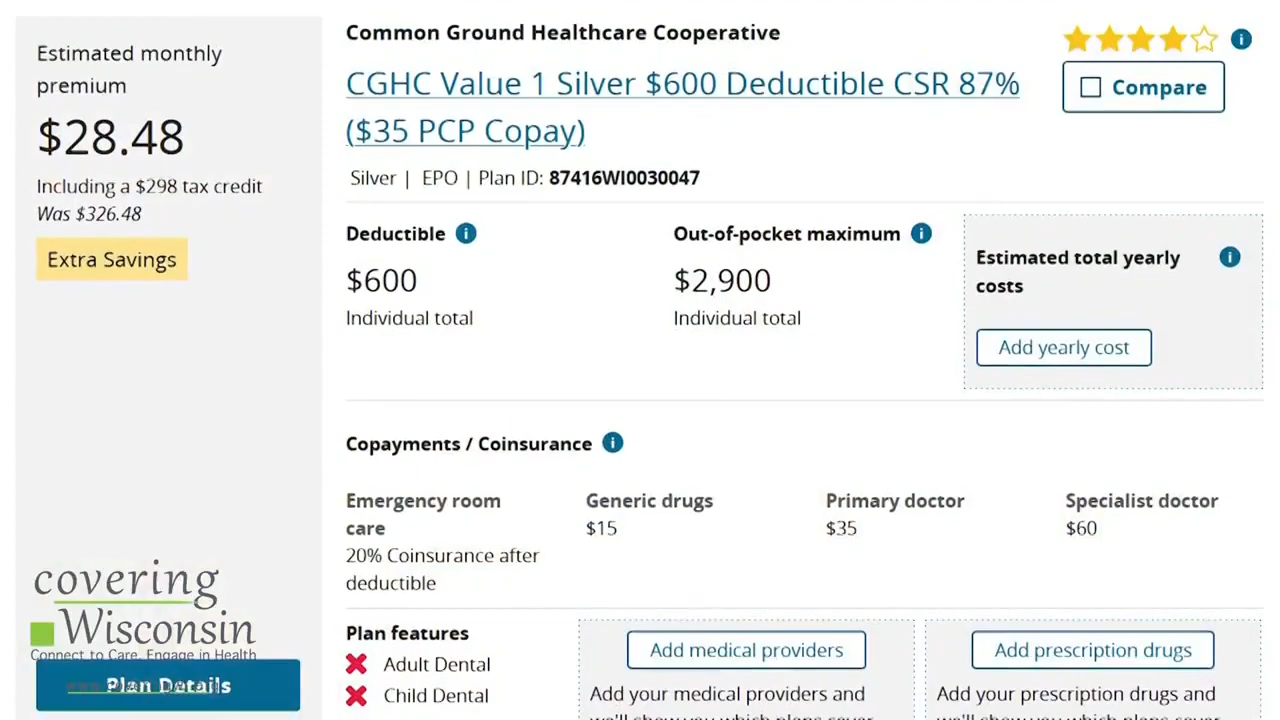 Estimated monthly
premium
$28.48
Including a $298 tax credit
Was $326.48
Extra Savings
Common Ground Healthcare Cooperative
CGHC Value 1 Silver $600 Deductible CSR 87%
($35 PCP Copay)
Silver | EPO | Plan ID: 87416WI0030047
Compare
Deductible
$600
Individual total
Out-of-pocket maximum
$2,900
Individual total
Estimated total yearly
costs
Add yearly cost
Copayments / Coinsurance
Emergency room
care
20% Coinsurance after
deductible
Generic drugs
$15
Primary doctor
$35
Specialist doctor
$60
covering
Wisconsin
Connect to Care, Engage in Health
Plan Details
Plan features
Adult Dental
Child Dental
Add medical providers
Add your medical providers and
Add prescription drugs
Add your prescription drugs and